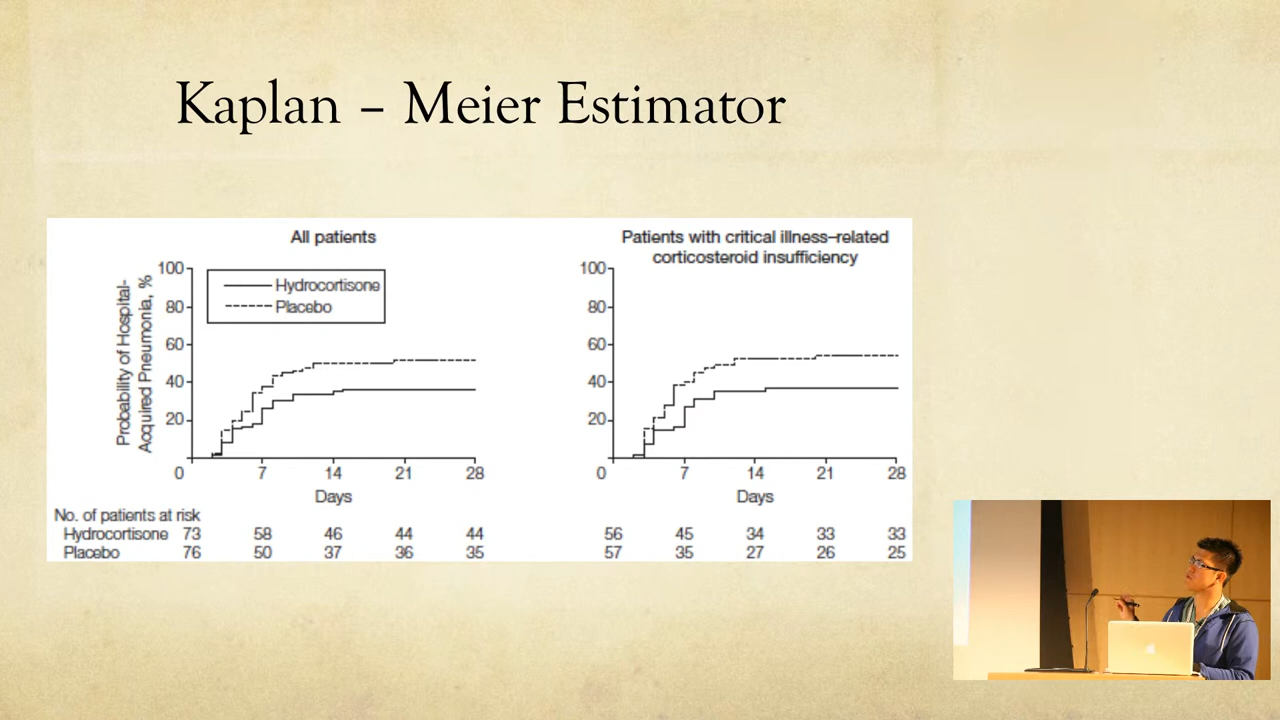 Kaplan – Meier Estimator
All patients
Probability of Hospital-
Acquired Pneumonia, %
100
80
60
40
20
0
Hydrocortisone
Placebo
0 7 14 21 28
Days
Patients with critical illness–related
corticosteroid insufficiency
100
80
60
40
20
0 7 14 21 28
Days
No. of patients at risk
Hydrocortisone 73 58 46 44 44 56 45 34 33 33
Placebo 76 50 37 36 35 57 35 27 26 25